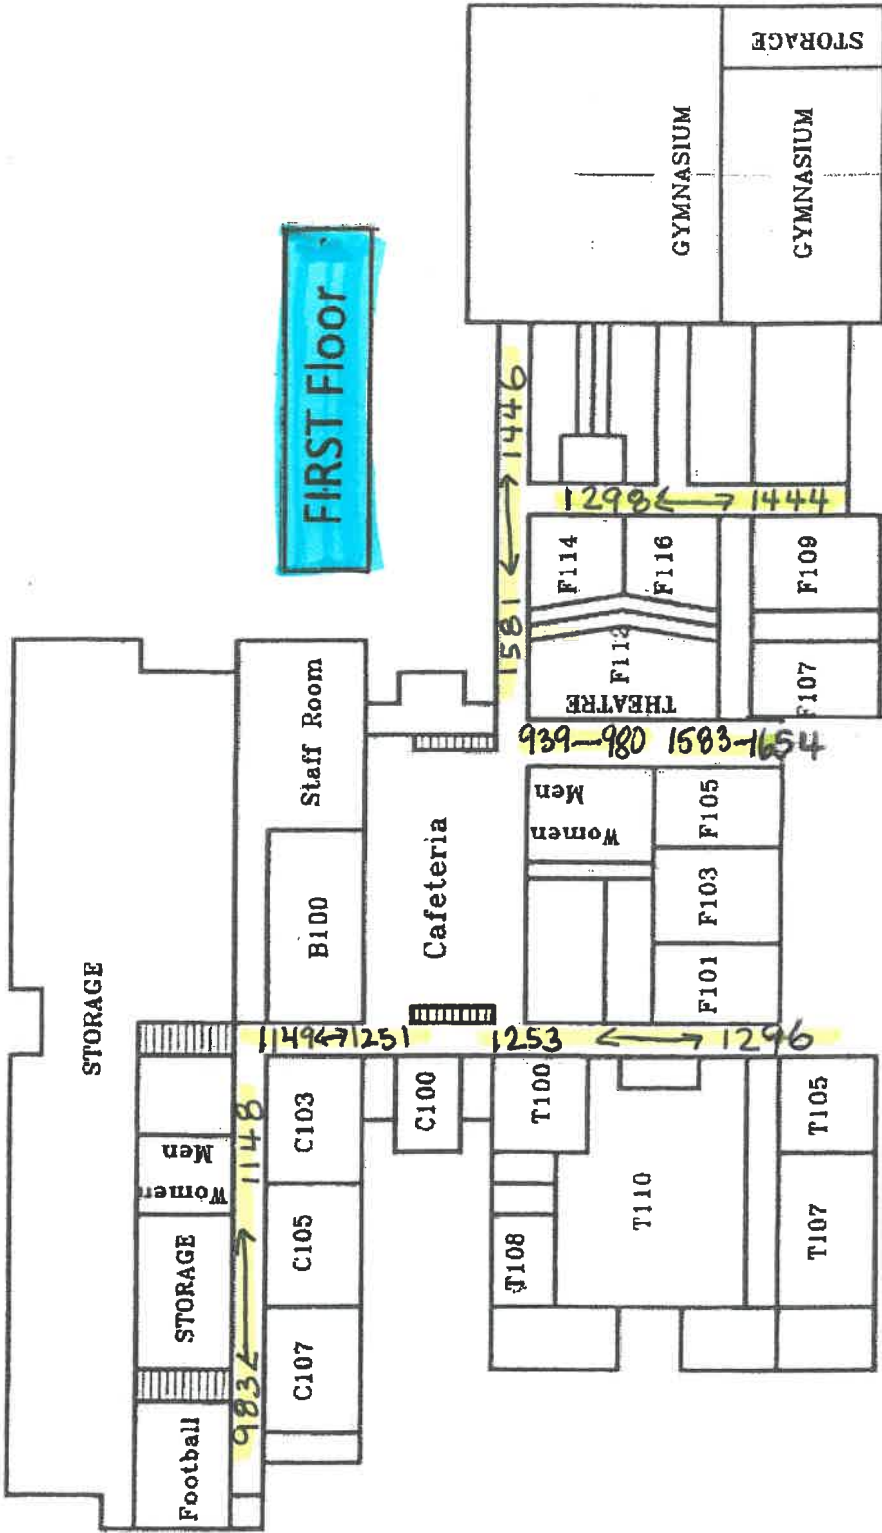 FIRST Floor
STORAGE
Football
STORAGE
Women
Men
983 ↔ 1148
C107
C105
C103
1149 ↔ 1251
B100
Staff Room
C100
Cafeteria
1253 ↔ 1296
T108
T100
T110
T107
T105
Women
Men
F101
F103
F105
939—980
1583-1654
THEATRE
F107
F114
F116
F109
1581 ↔ 1446
1298 ↔ 1444
GYMNASIUM
GYMNASIUM
STORAGE